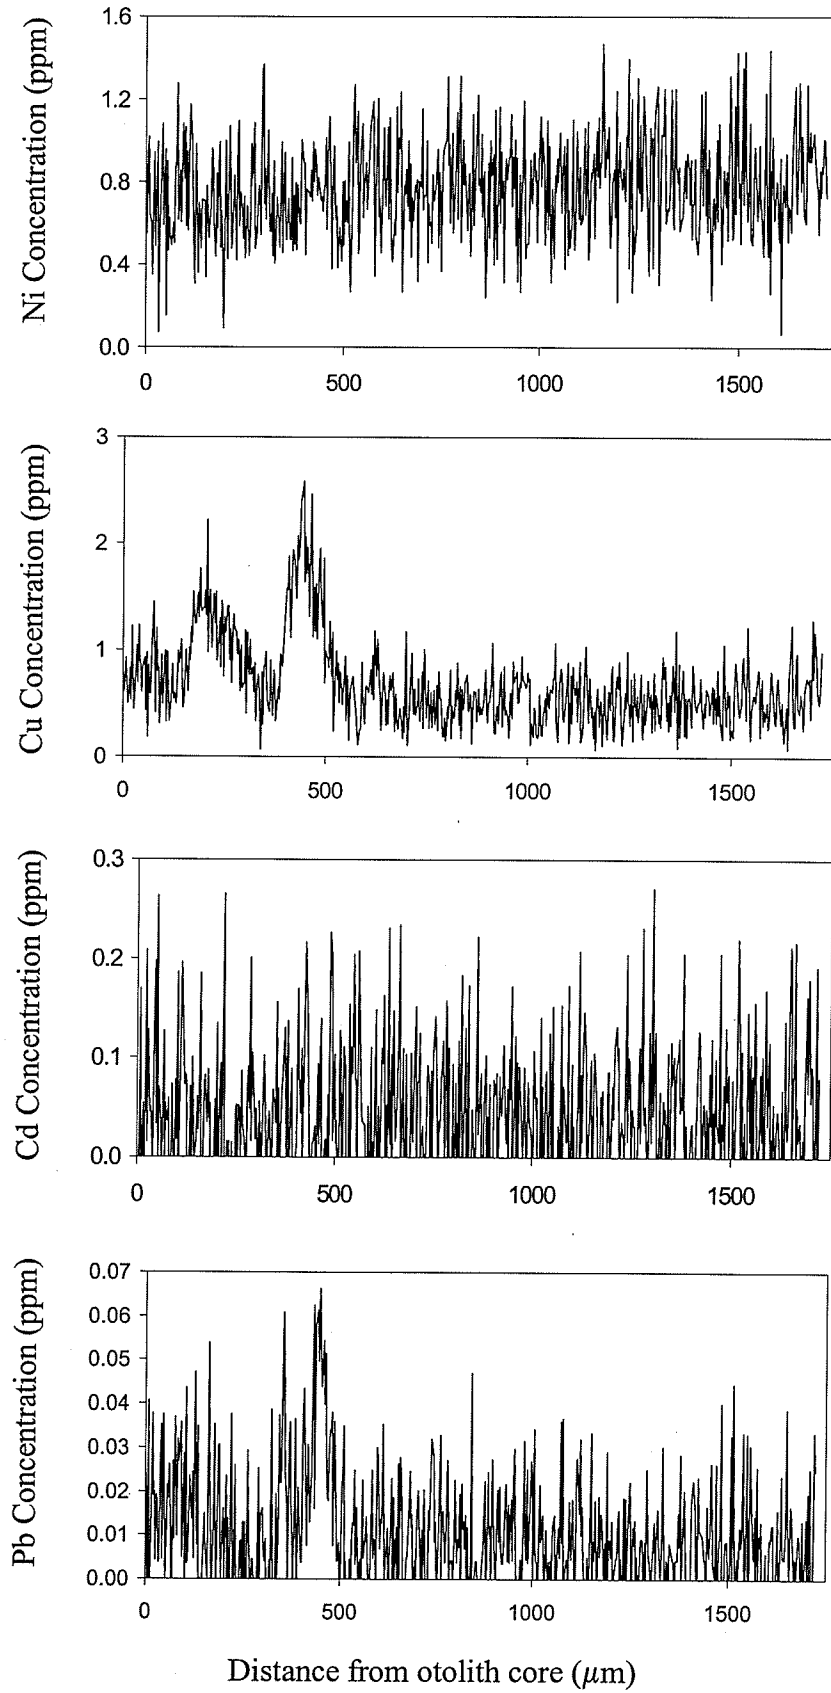 Ni Concentration (ppm)
1.6
1.2
0.8
0.4
0.0
0 500 1000 1500
Cu Concentration (ppm)
3
2
1
0
0 500 1000 1500
Cd Concentration (ppm)
0.3
0.2
0.1
0.0
0 500 1000 1500
Pb Concentration (ppm)
0.07
0.06
0.05
0.04
0.03
0.02
0.01
0.00
0 500 1000 1500
Distance from otolith core (μm)